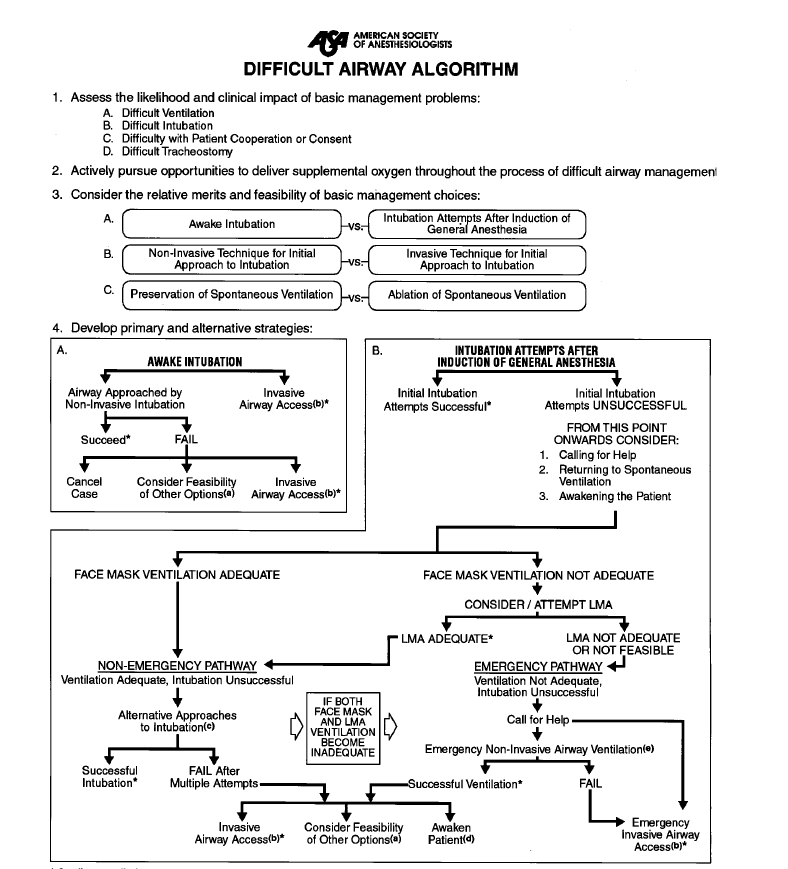 ASA AMERICAN SOCIETY
OF ANESTHESIOLOGISTS
DIFFICULT AIRWAY ALGORITHM
1. Assess the likelihood and clinical impact of basic management problems:
A. Difficult Ventilation
B. Difficult Intubation
C. Difficulty with Patient Cooperation or Consent
D. Difficult Tracheostomy
2. Actively pursue opportunities to deliver supplemental oxygen throughout the process of difficult airway management
3. Consider the relative merits and feasibility of basic management choices:
A. Awake Intubation vs. Intubation Attempts After Induction of
General Anesthesia
B. Non-Invasive Technique for Initial
Approach to Intubation
vs.
Invasive Technique for Initial
Approach to Intubation
C. Preservation of Spontaneous Ventilation vs. Ablation of Spontaneous Ventilation
4. Develop primary and alternative strategies:
A.
AWAKE INTUBATION
Airway Approached by
Non-Invasive Intubation
Invasive
Airway Access(b)*
Succeed*
FAIL
Cancel
Case
Consider Feasibility
of Other Options(a)
Invasive
Airway Access(b)*
B.
INTUBATION ATTEMPTS AFTER
INDUCTION OF GENERAL ANESTHESIA
Initial Intubation
Attempts Successful*
Initial Intubation
Attempts UNSUCCESSFUL
FROM THIS POINT
ONWARDS CONSIDER:
1. Calling for Help
2. Returning to Spontaneous
Ventilation
3. Awakening the Patient
FACE MASK VENTILATION ADEQUATE
FACE MASK VENTILATION NOT ADEQUATE
CONSIDER / ATTEMPT LMA
LMA ADEQUATE*
LMA NOT ADEQUATE
OR NOT FEASIBLE
NON-EMERGENCY PATHWAY
Ventilation Adequate, Intubation Unsuccessful
EMERGENCY PATHWAY
Ventilation Not Adequate,
Intubation Unsuccessful
IF BOTH
FACE MASK
AND LMA
VENTILATION
BECOME
INADEQUATE
Alternative Approaches
to Intubation(c)
Call for Help
Emergency Non-Invasive Airway Ventilation(e)
Successful
Intubation*
FAIL After
Multiple Attempts
Successful Ventilation*
FAIL
Invasive
Airway Access(b)*
Consider Feasibility
of Other Options(a)
Awaken
Patient(d)
Emergency
Invasive Airway
Access(b)*